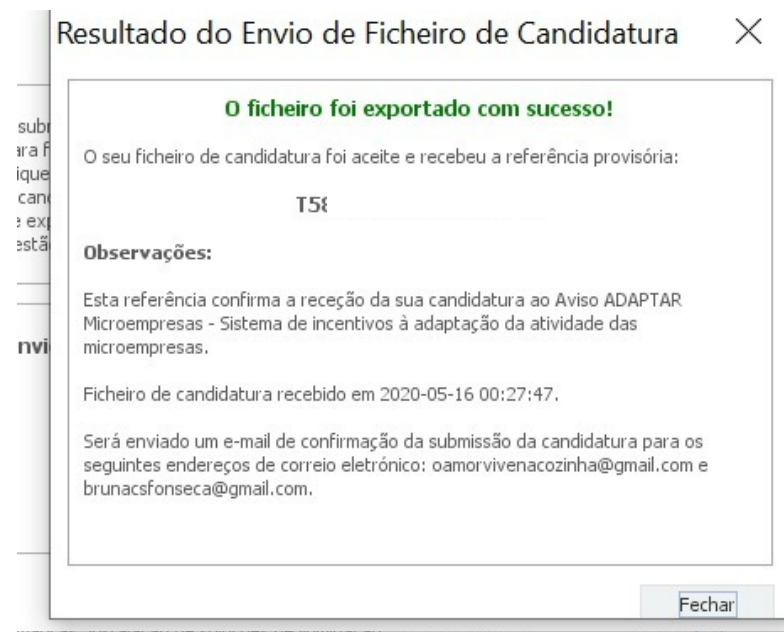 Resultado do Envio de Ficheiro de Candidatura
O ficheiro foi exportado com sucesso!
O seu ficheiro de candidatura foi aceite e recebeu a referência provisória:
T58
Observações:
Esta referência confirma a receção da sua candidatura ao Aviso ADAPTAR
Microempresas - Sistema de incentivos à adaptação da atividade das
microempresas.
Ficheiro de candidatura recebido em 2020-05-16 00:27:47.
Será enviado um e-mail de confirmação da submissão da candidatura para os
seguintes endereços de correio eletrónico: oamorvivenacozinha@gmail.com e
brunacsfonseca@gmail.com.
Fechar